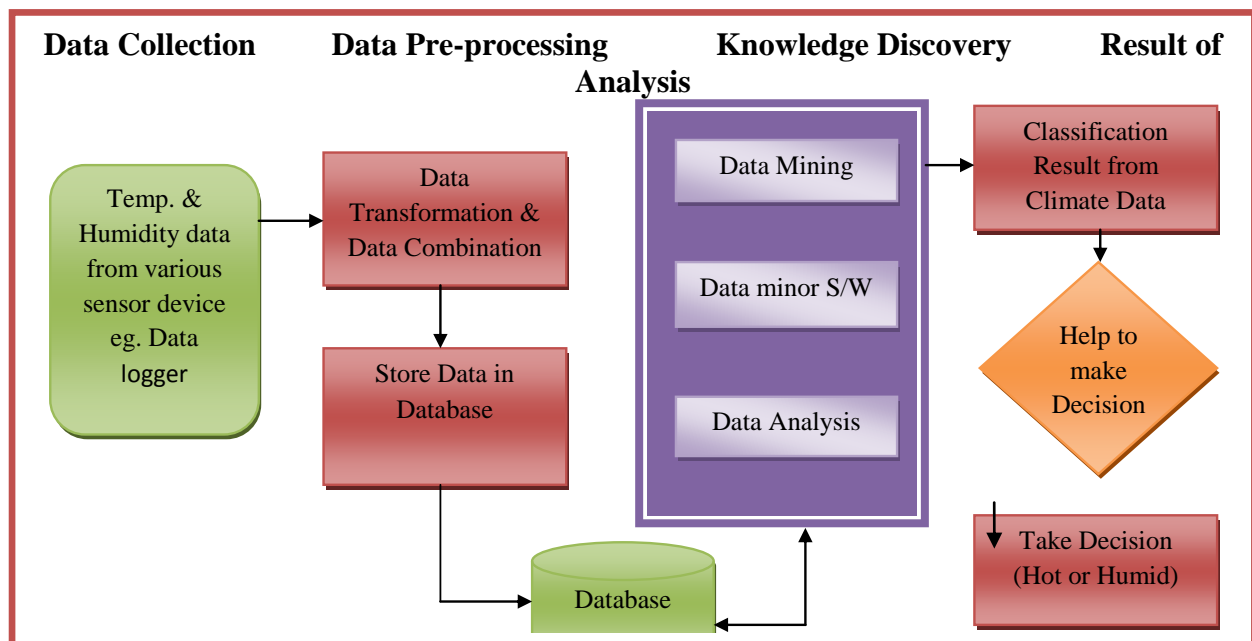 Data Collection Data Pre-processing Knowledge Discovery Result of
Analysis
Temp. &
Humidity data
from various
sensor device
eg. Data
logger
Data
Transformation &
Data Combination
Store Data in
Database
Database
Data Mining
Data minor S/W
Data Analysis
Classification
Result from
Climate Data
Help to
make
Decision
Take Decision
(Hot or Humid)